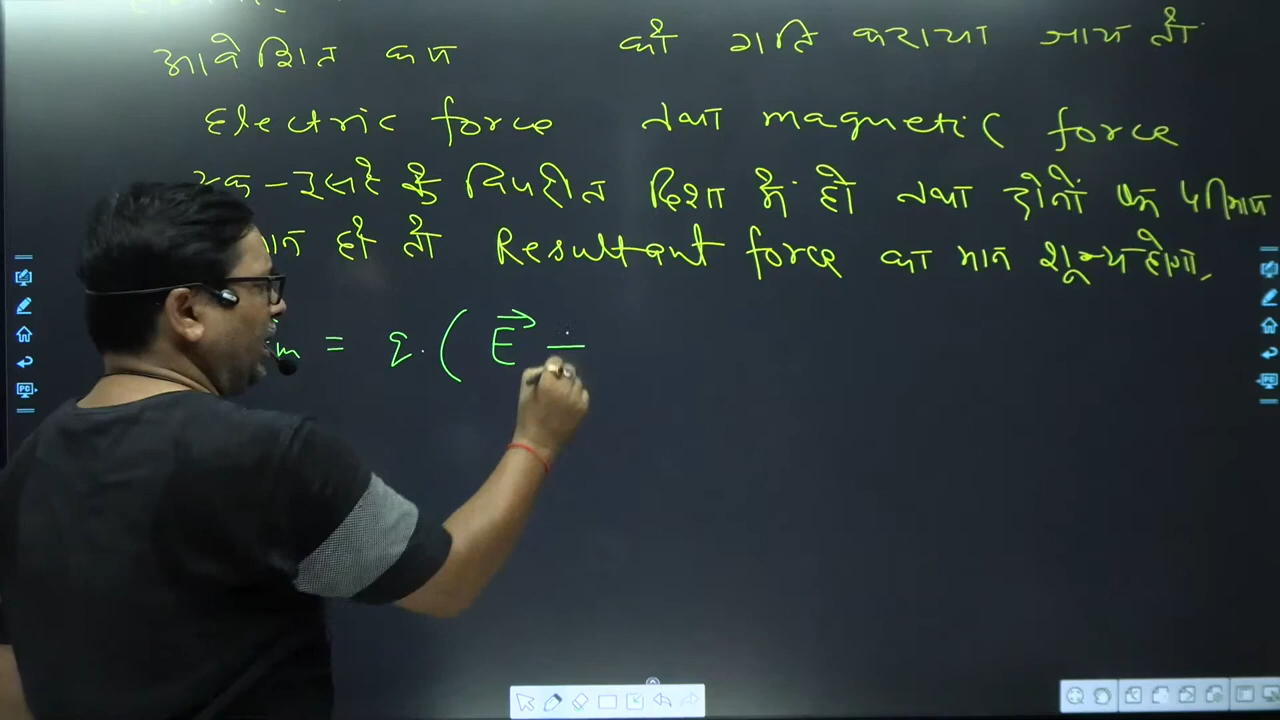 आवेशित कण को गति कराया जाय तो
Electric force तथा magnetic force
एक-दूसरे के विपरीत दिशा में हो तथा दोनों का परिमाण
हो तो Resultant force का मान शून्य होगा,
m = q.( E→